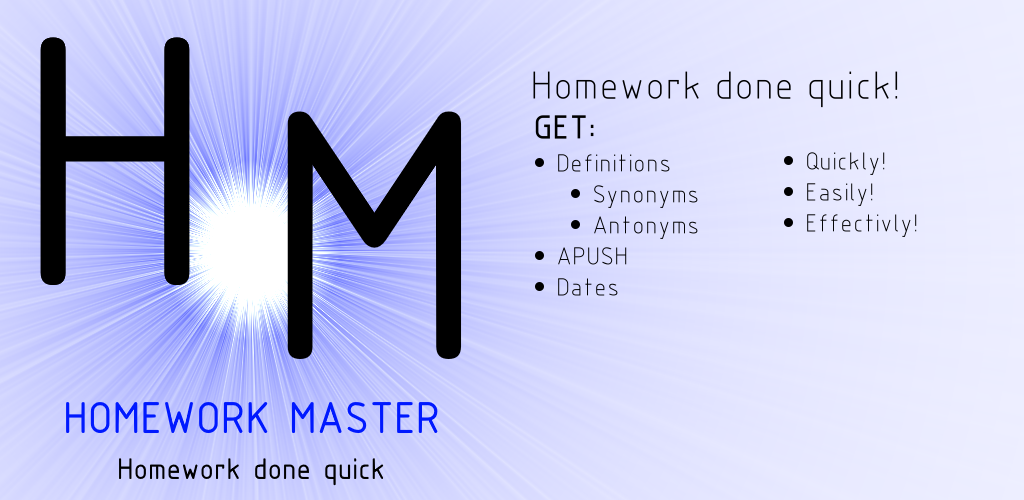 HM
HOMEWORK MASTER
Homework done quick
Homework done quick!
GET:
• Definitions
• Synonyms
• Antonyms
• APUSH
• Dates
• Quickly!
• Easily!
• Effectivly!